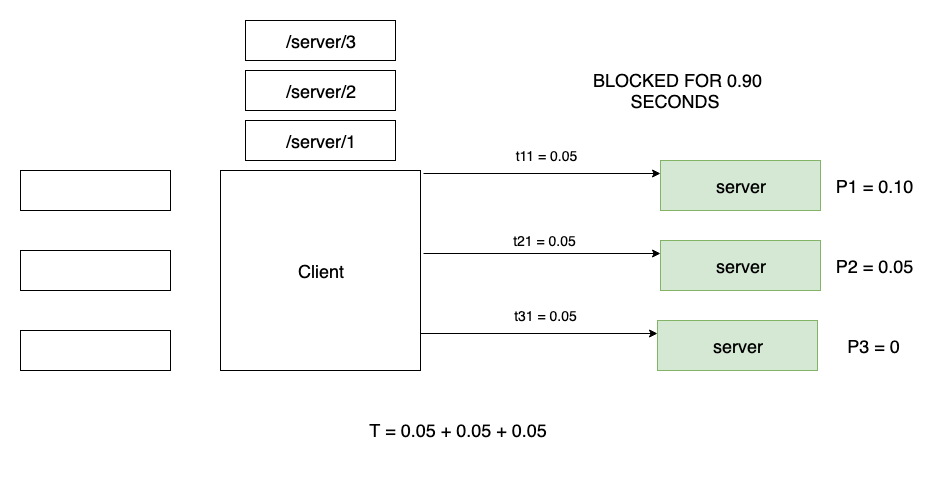 /server/3
/server/2
BLOCKED FOR 0.90
SECONDS
/server/1
t11 = 0.05
server
P1 = 0.10
Client
t21 = 0.05
server
P2 = 0.05
t31 = 0.05
server
P3 = 0
T = 0.05 + 0.05 + 0.05